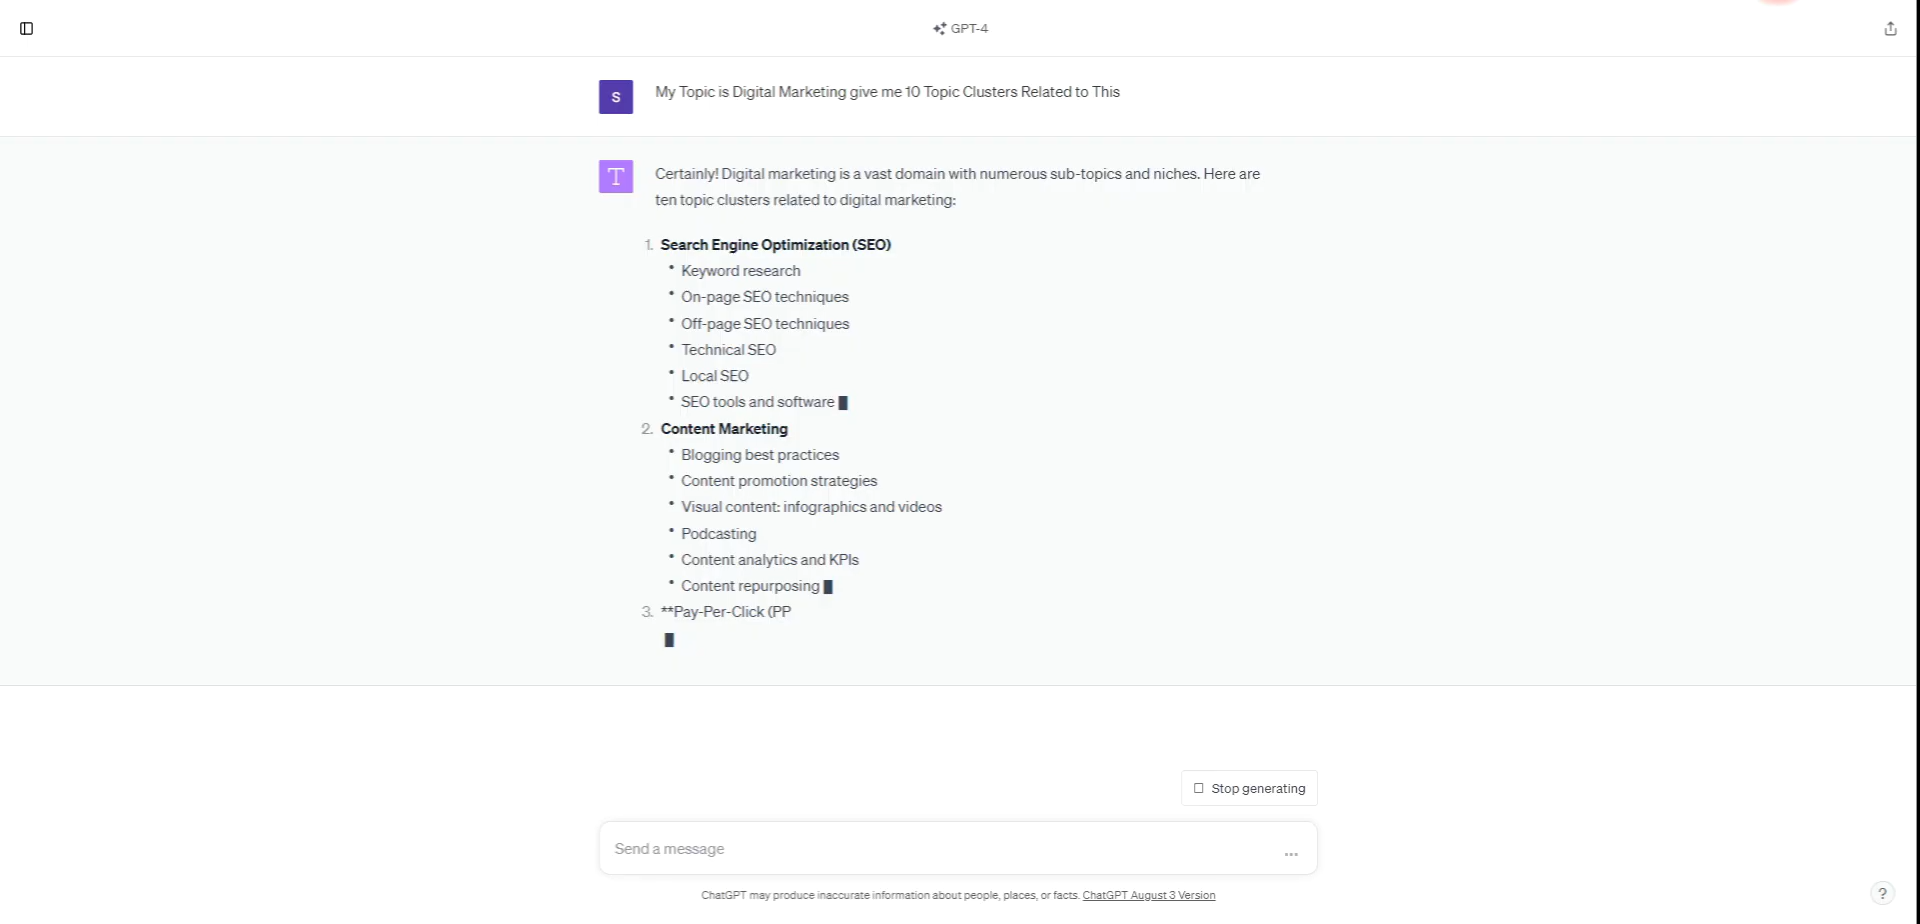 GPT-4
S
My Topic is Digital Marketing give me 10 Topic Clusters Related to This
T
Certainly! Digital marketing is a vast domain with numerous sub-topics and niches. Here are
ten topic clusters related to digital marketing:
1. Search Engine Optimization (SEO)
• Keyword research
• On-page SEO techniques
• Off-page SEO techniques
• Technical SEO
• Local SEO
• SEO tools and software
2. Content Marketing
• Blogging best practices
• Content promotion strategies
• Visual content: infographics and videos
• Podcasting
• Content analytics and KPIs
• Content repurposing
3. **Pay-Per-Click (PP
Stop generating
Send a message
...
ChatGPT may produce inaccurate information about people, places, or facts. ChatGPT August 3 Version
?